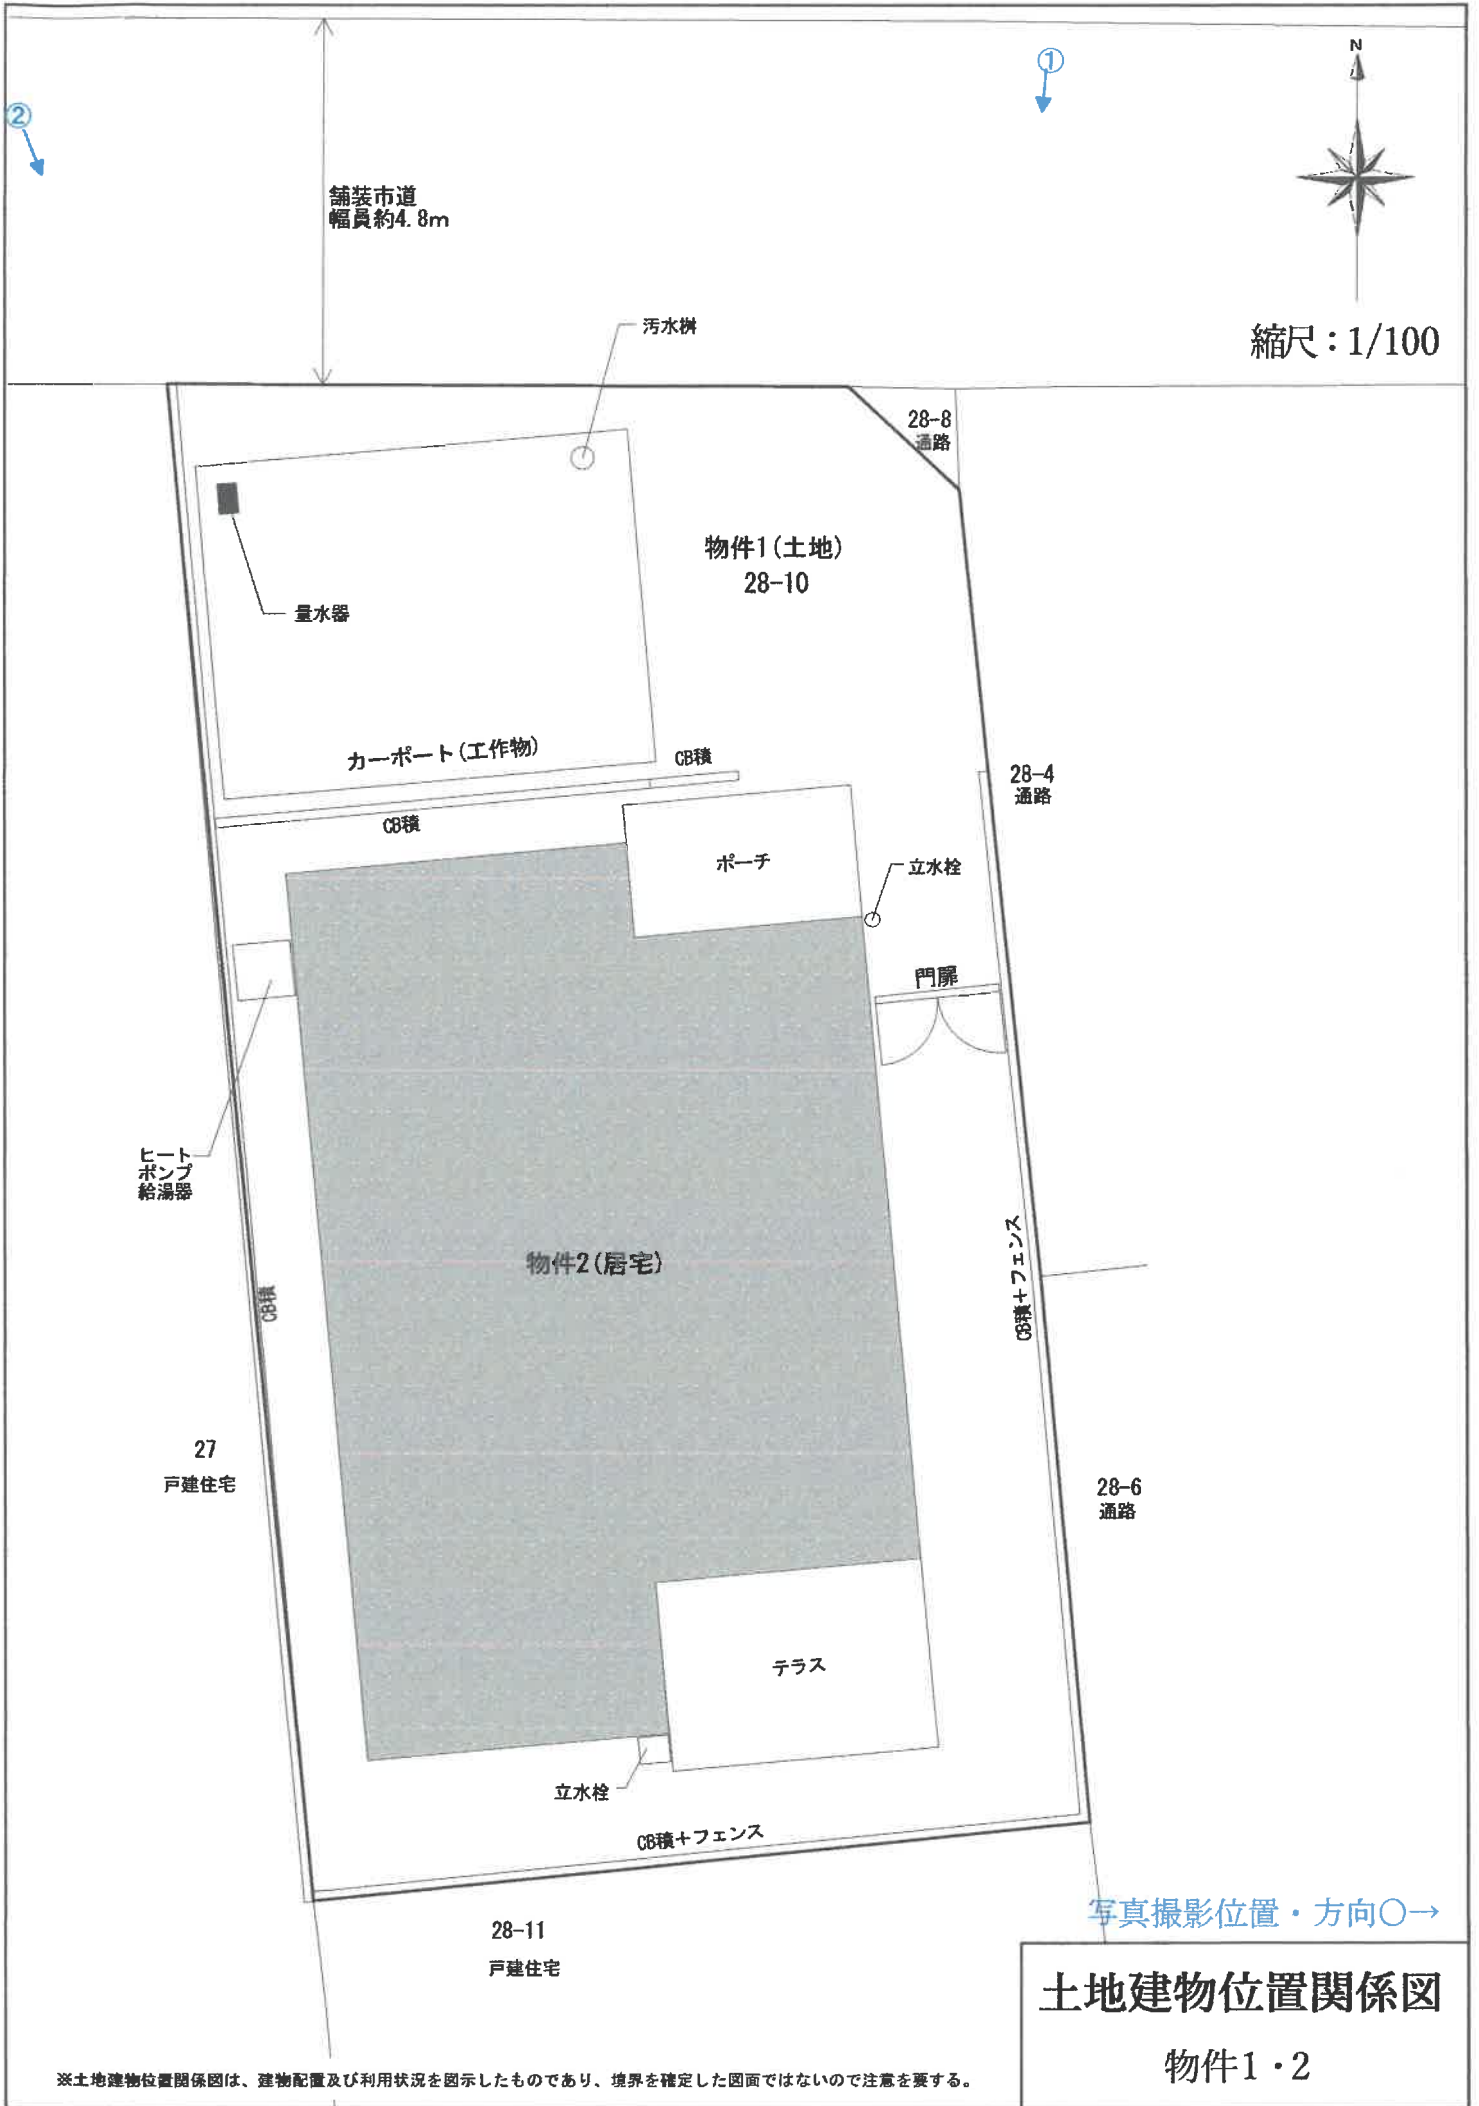 ①
N
②
舗装市道
幅員約4.8m
汚水桝
縮尺：1/100
28-8
通路
物件1(土地)
28-10
量水器
カーポート(工作物)
CB積
28-4
通路
CB積
ポーチ
立水栓
門扉
ヒート
ポンプ
給湯器
CB積＋フェンス
物件2(居宅)
CB積
27
戸建住宅
28-6
通路
テラス
立水栓
CB積＋フェンス
写真撮影位置・方向○→
28-11
戸建住宅
土地建物位置関係図
物件1・2
※土地建物位置関係図は、建物配置及び利用状況を図示したものであり、境界を確定した図面ではないので注意を要する。